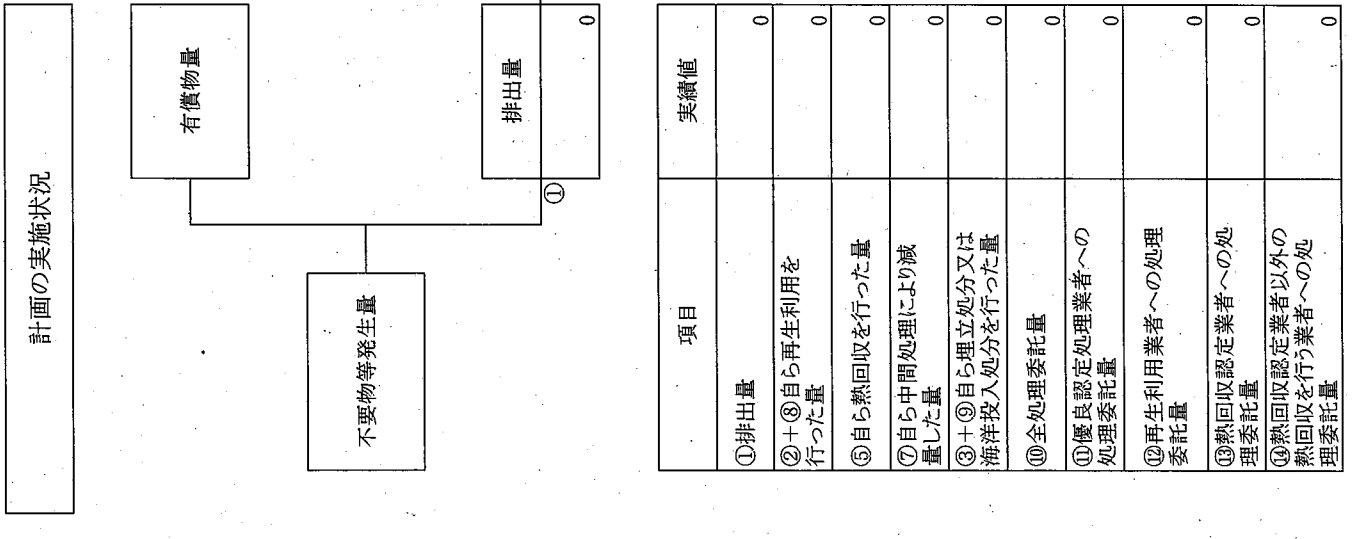 計画の実施状況
不要物等発生量
有償物量
①
排出量
0
項目
実績値
①排出量
0
②+⑧自ら再生利用を
行った量
0
⑤自ら熱回収を行った量
0
⑦自ら中間処理により減
量した量
0
③+⑨自ら埋立処分又は
海洋投入処分を行った量
0
⑩全処理委託量
0
⑪優良認定処理業者への
処理委託量
0
⑫再生利用業者への処理
委託量
0
⑬熱回収認定業者への処
理委託量
0
⑭熱回収認定業者以外の
熱回収を行う業者への処
理委託量
0